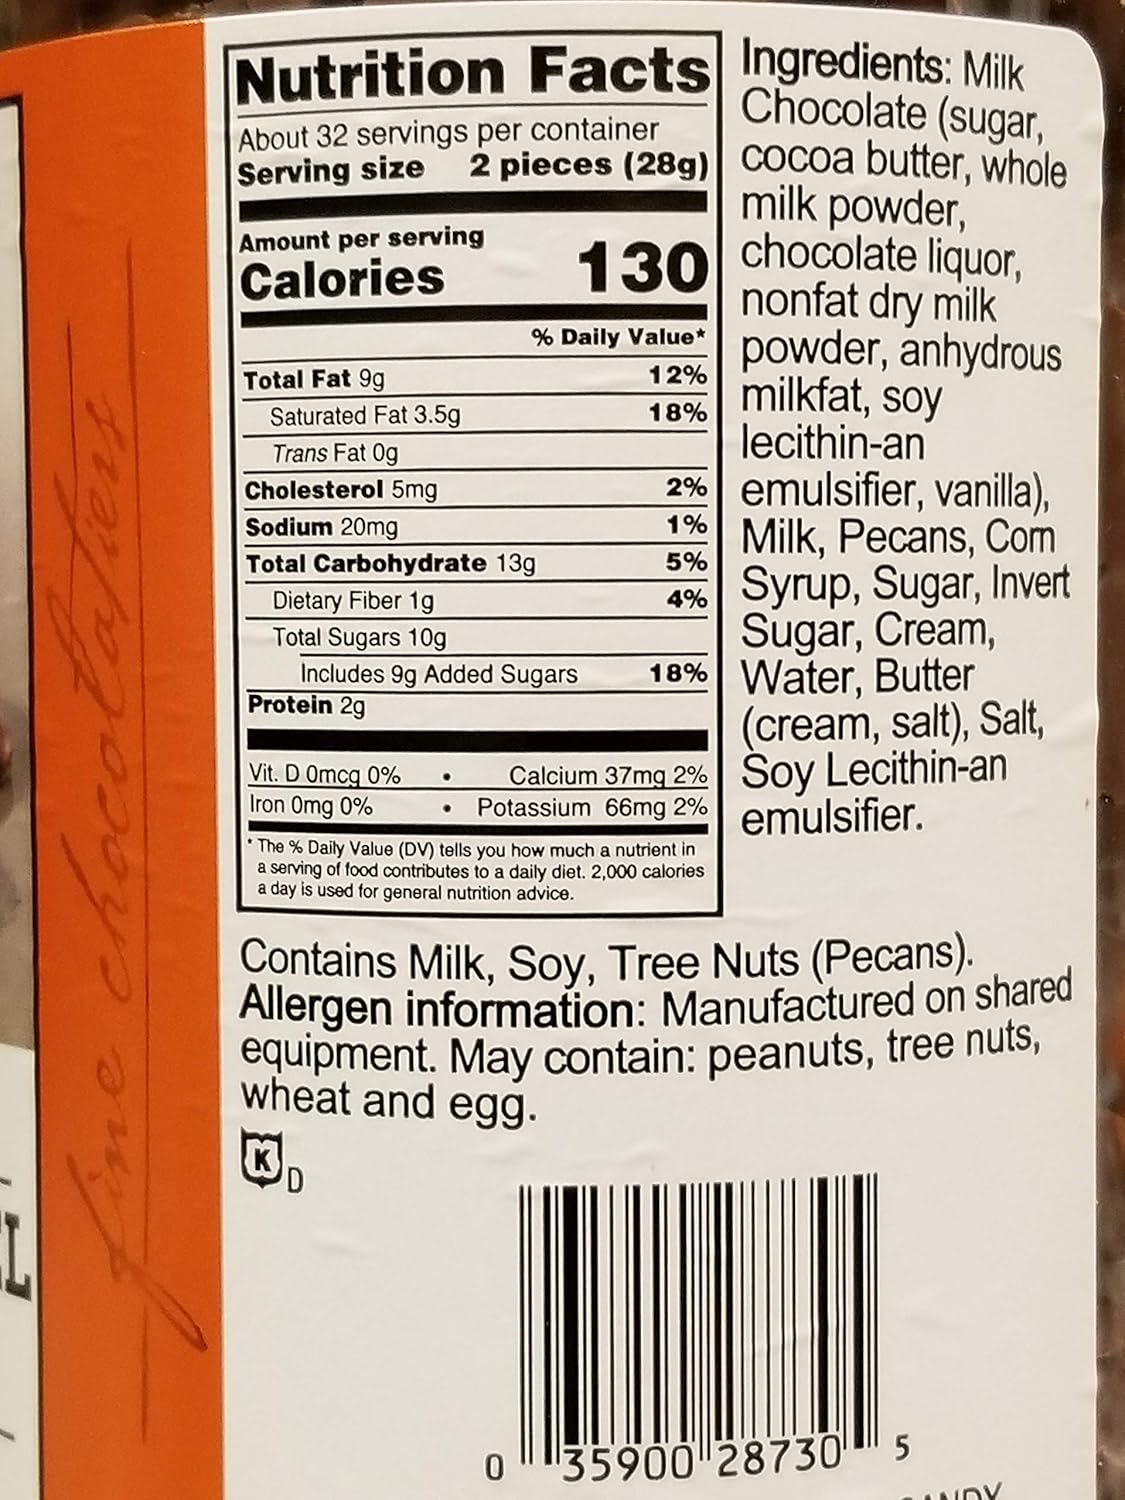 Nutrition Facts
About 32 servings per container
Serving size 2 pieces (28g)
Amount per serving
Calories 130
% Daily Value*
Total Fat 9g 12%
Saturated Fat 3.5g 18%
Trans Fat 0g
Cholesterol 5mg 2%
Sodium 20mg 1%
Total Carbohydrate 13g 5%
Dietary Fiber 1g 4%
Total Sugars 10g
Includes 9g Added Sugars 18%
Protein 2g
Vit. D 0mcg 0% • Calcium 37mg 2%
Iron 0mg 0% • Potassium 66mg 2%
* The % Daily Value (DV) tells you how much a nutrient in
a serving of food contributes to a daily diet. 2,000 calories
a day is used for general nutrition advice.
Ingredients: Milk
Chocolate (sugar,
cocoa butter, whole
milk powder,
chocolate liquor,
nonfat dry milk
powder, anhydrous
milkfat, soy
lecithin-an
emulsifier, vanilla),
Milk, Pecans, Corn
Syrup, Sugar, Invert
Sugar, Cream,
Water, Butter
(cream, salt), Salt,
Soy Lecithin-an
emulsifier.
Contains Milk, Soy, Tree Nuts (Pecans).
Allergen information: Manufactured on shared
equipment. May contain: peanuts, tree nuts,
wheat and egg.
K D
0 35900 28730 5
fine chocolatiers